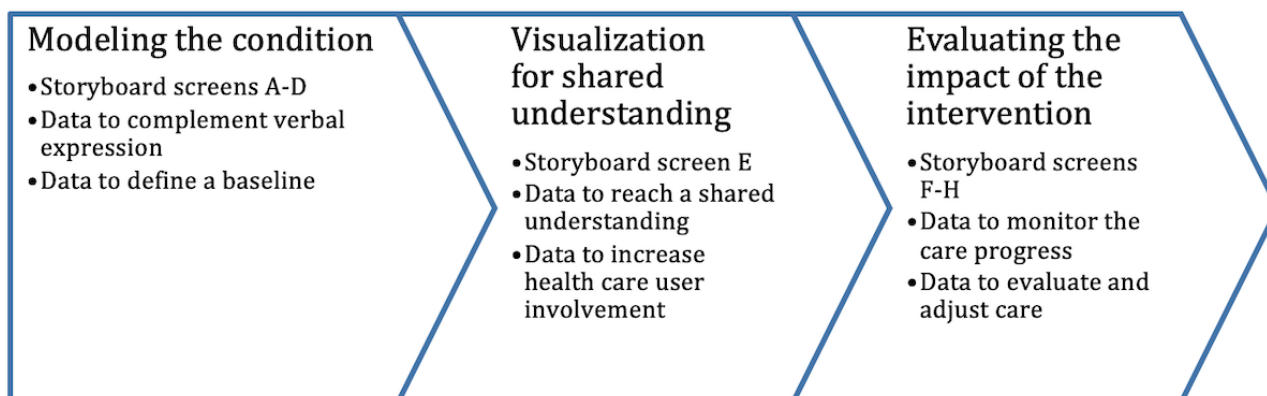 Modeling the condition
•Storyboard screens A-D
•Data to complement verbal
expression
•Data to define a baseline
Visualization
for shared
understanding
•Storyboard screen E
•Data to reach a shared
understanding
•Data to increase
health care user
involvement
Evaluating the
impact of the
intervention
•Storyboard screens
F-H
•Data to monitor the
care progress
•Data to evaluate and
adjust care